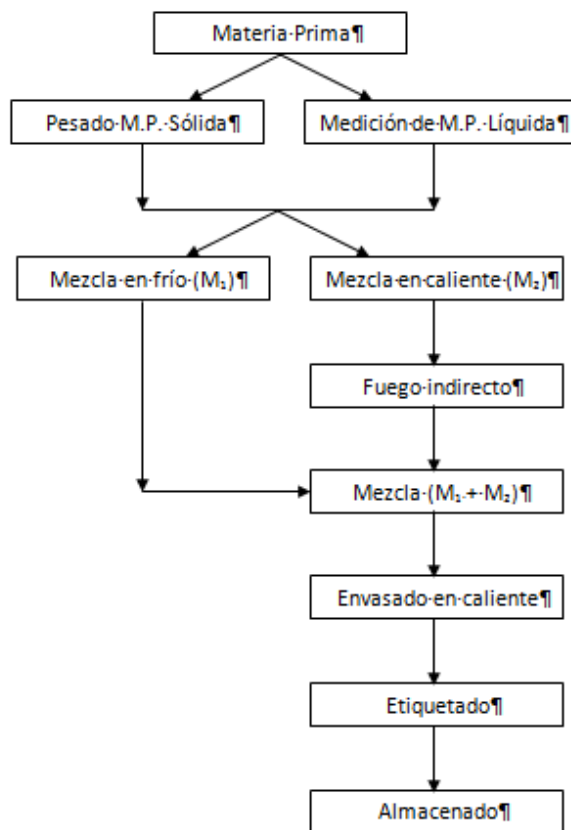 Materia·Prima¶
Pesado·M.P.·Sólida¶
Medición·de·M.P.·Líquida¶
Mezcla·en·frío·(M₁)¶
Mezcla·en·caliente·(M₂)¶
Fuego·indirecto¶
Mezcla·(M₁·+·M₂)¶
Envasado·en·caliente¶
Etiquetado¶
Almacenado¶